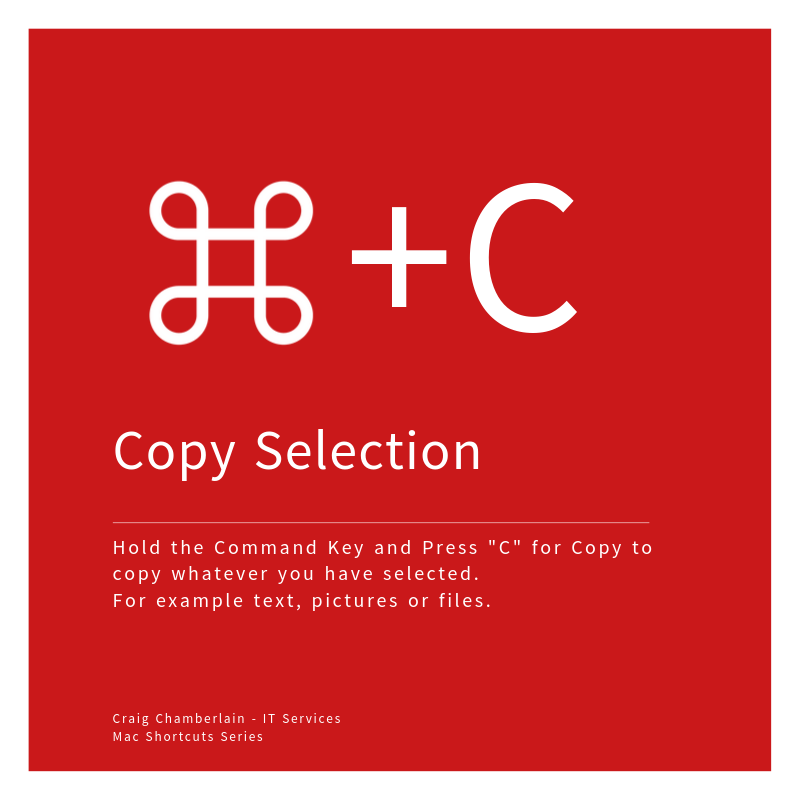 ⌘+C
Copy Selection
Hold the Command Key and Press "C" for Copy to
copy whatever you have selected.
For example text, pictures or files.
Craig Chamberlain - IT Services
Mac Shortcuts Series